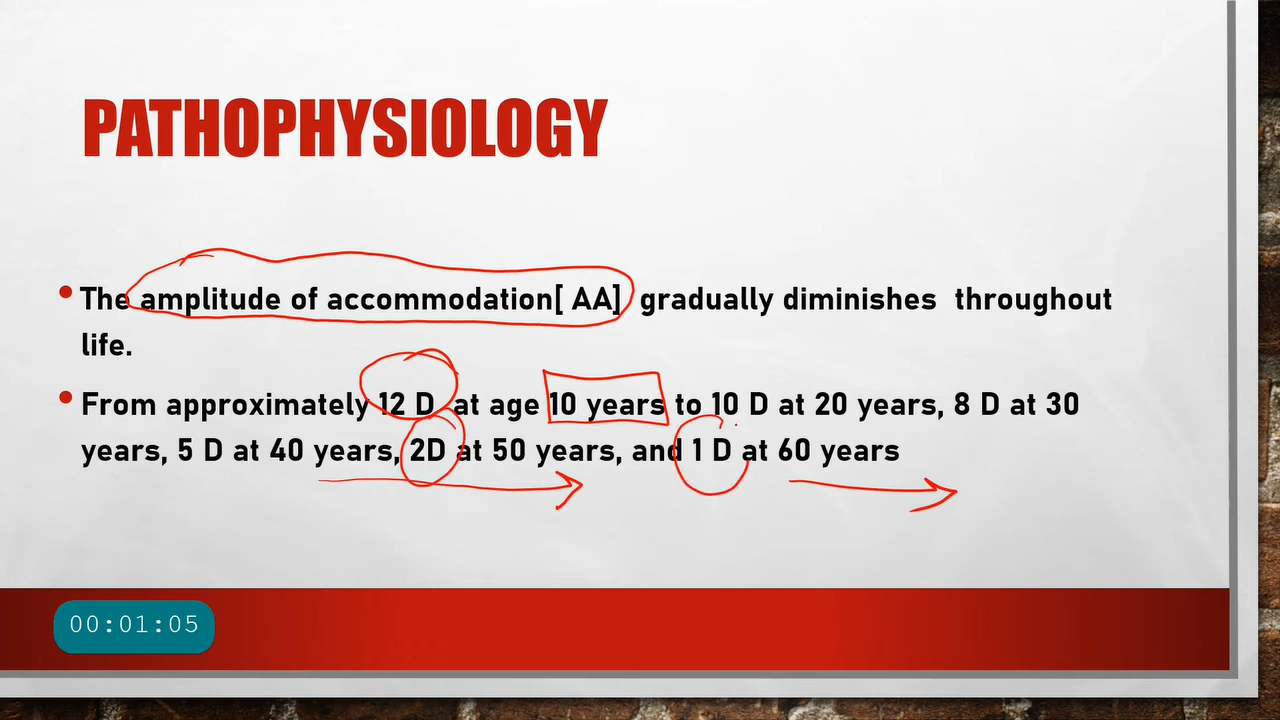 PATHOPHYSIOLOGY
• The amplitude of accommodation[ AA] gradually diminishes throughout
life.
• From approximately 12 D at age 10 years to 10 D at 20 years, 8 D at 30
years, 5 D at 40 years, 2D at 50 years, and 1 D at 60 years
00:01:05